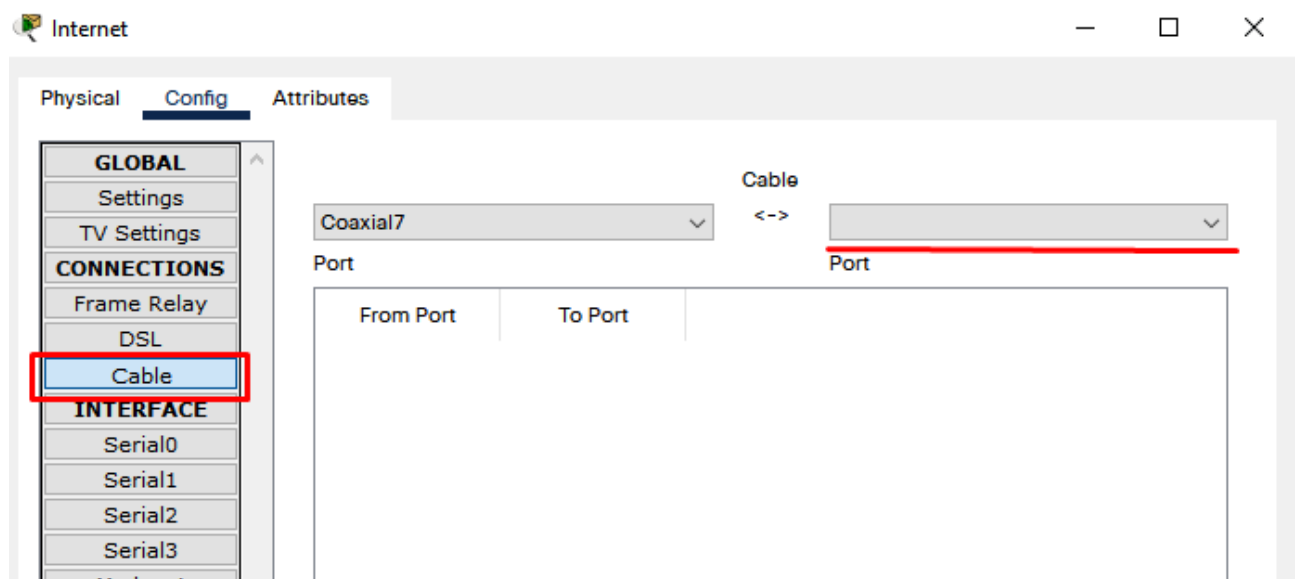 Internet
Physical Config Attributes
GLOBAL
Settings
TV Settings
CONNECTIONS
Frame Relay
DSL
Cable
INTERFACE
Serial0
Serial1
Serial2
Serial3
Cable
Coaxial7 <->
Port Port
From Port To Port